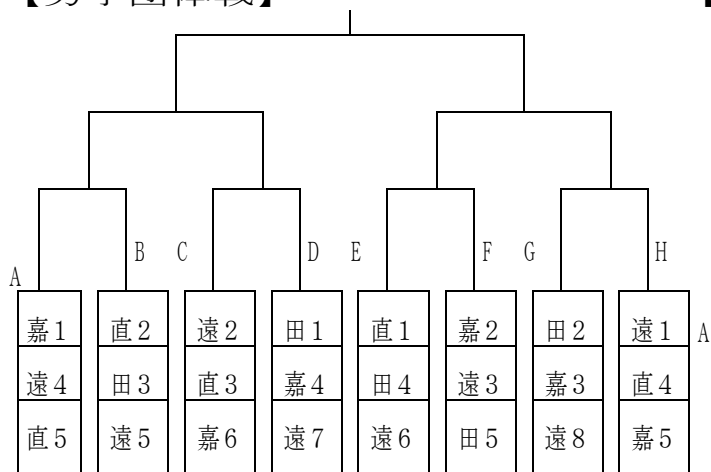 【男子団体戦】
B C D E F G H
A
嘉1 直2 遠2 田1 直1 嘉2 田2 遠1 A
遠4 田3 直3 嘉4 田4 遠3 嘉3 直4
直5 遠5 嘉6 遠7 遠6 田5 遠8 嘉5